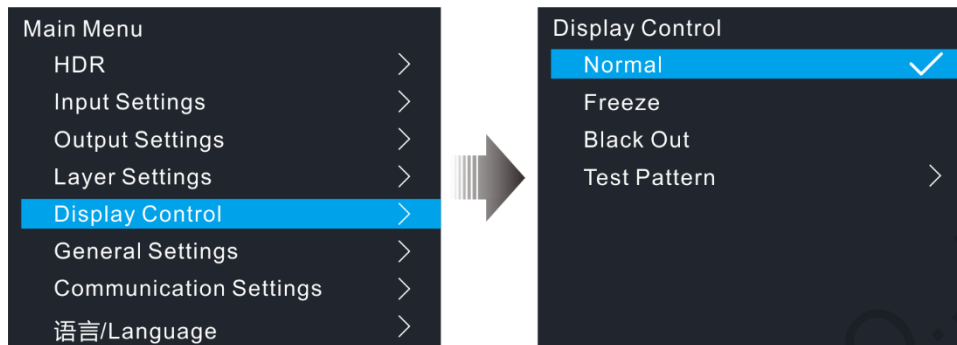 Main Menu
HDR
Input Settings
Output Settings
Layer Settings
Display Control
General Settings
Communication Settings
语言/Language
Display Control
Normal
Freeze
Black Out
Test Pattern